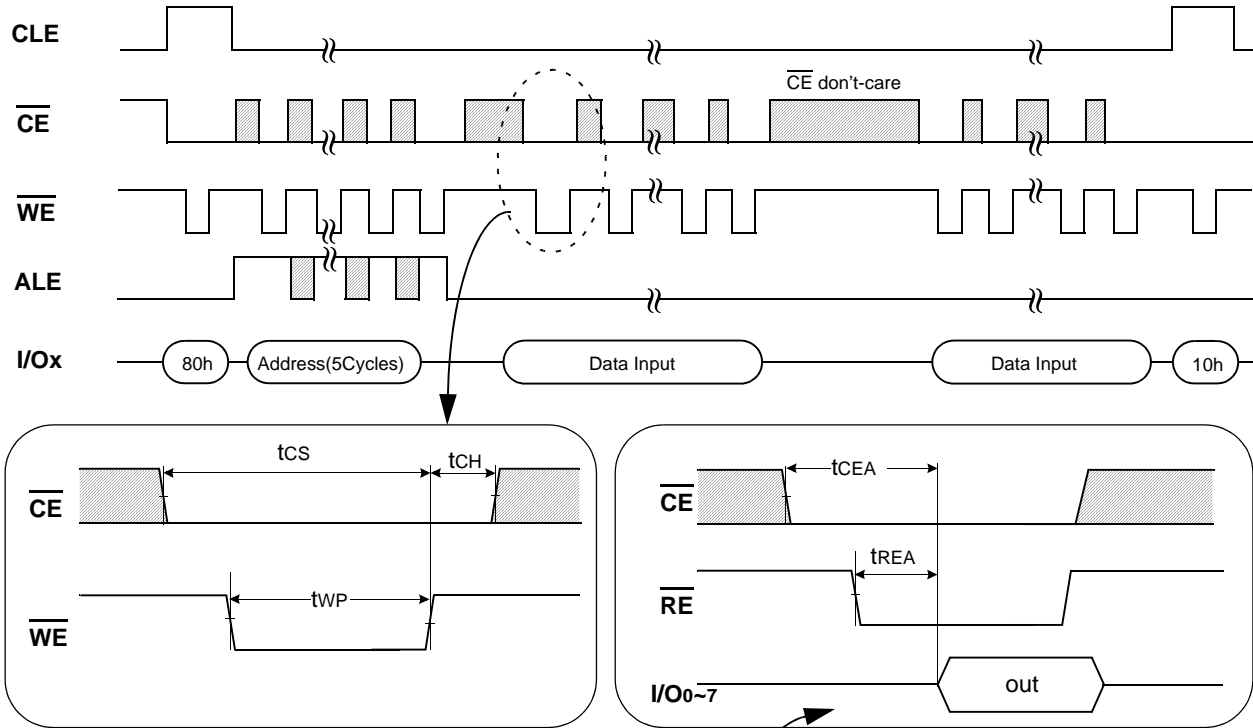 CLE
CE don't-care
CE
WE
ALE
I/Ox
80h
Address(5Cycles)
Data Input
Data Input
10h
tCS
tCH
CE
tWP
WE
tCEA
CE
tREA
RE
I/O0~7
out